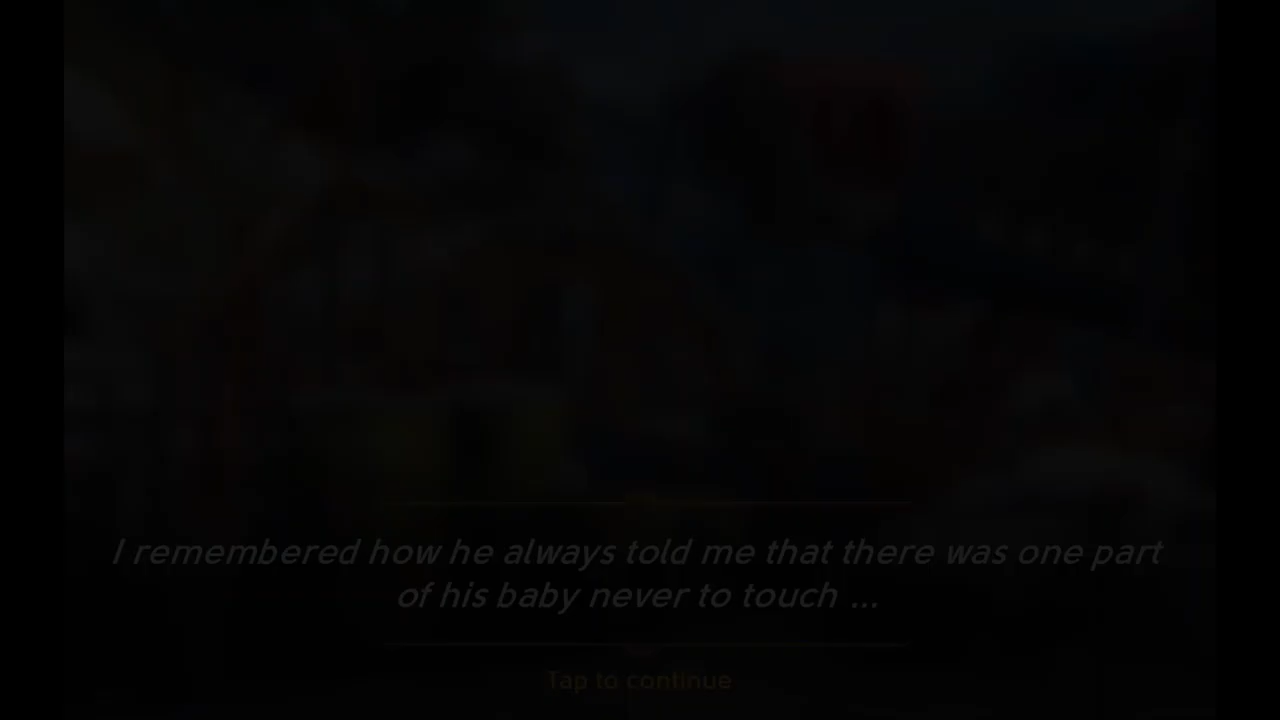 I remembered how he always told me that there was one part
of his baby never to touch ...
Tap to continue